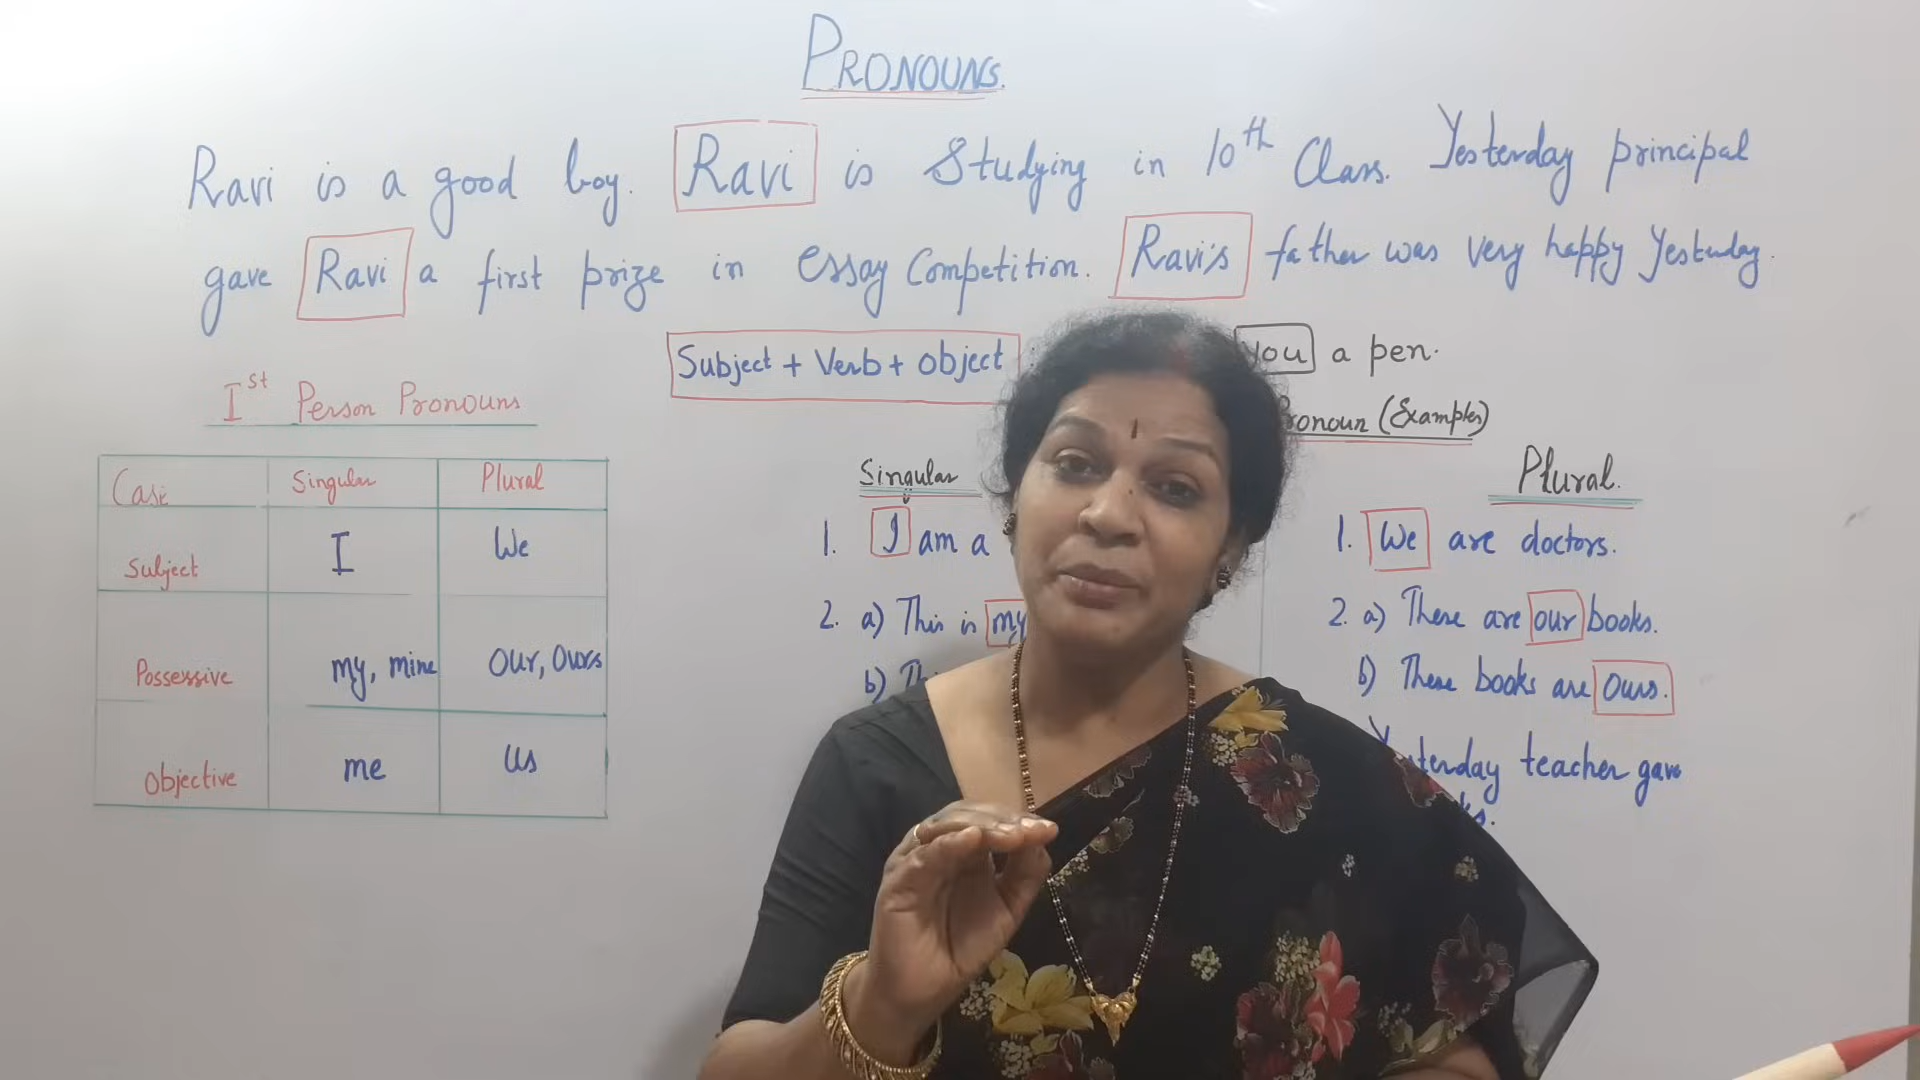 PRONOUNS.
Ravi is a good boy. Ravi is Studying in 10th Class. Yesterday principal
gave Ravi a first prize in essay Competition. Ravi's father was very happy Yesterday.
Subject + Verb + object : you a pen.
Ist Person Pronouns
(Examples)
Case Singular Plural
Subject I We
Possessive my, mine Our, Ours
Objective me us
Singular
1. I am a
2. a) This is my
b)
Plural.
1. We are doctors.
2. a) These are our books.
b) These books are Ours.
Yesterday teacher gave